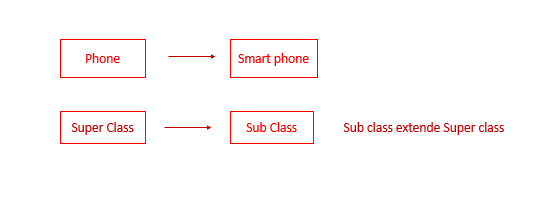 Phone
Smart phone
Super Class
Sub Class
Sub class extende Super class